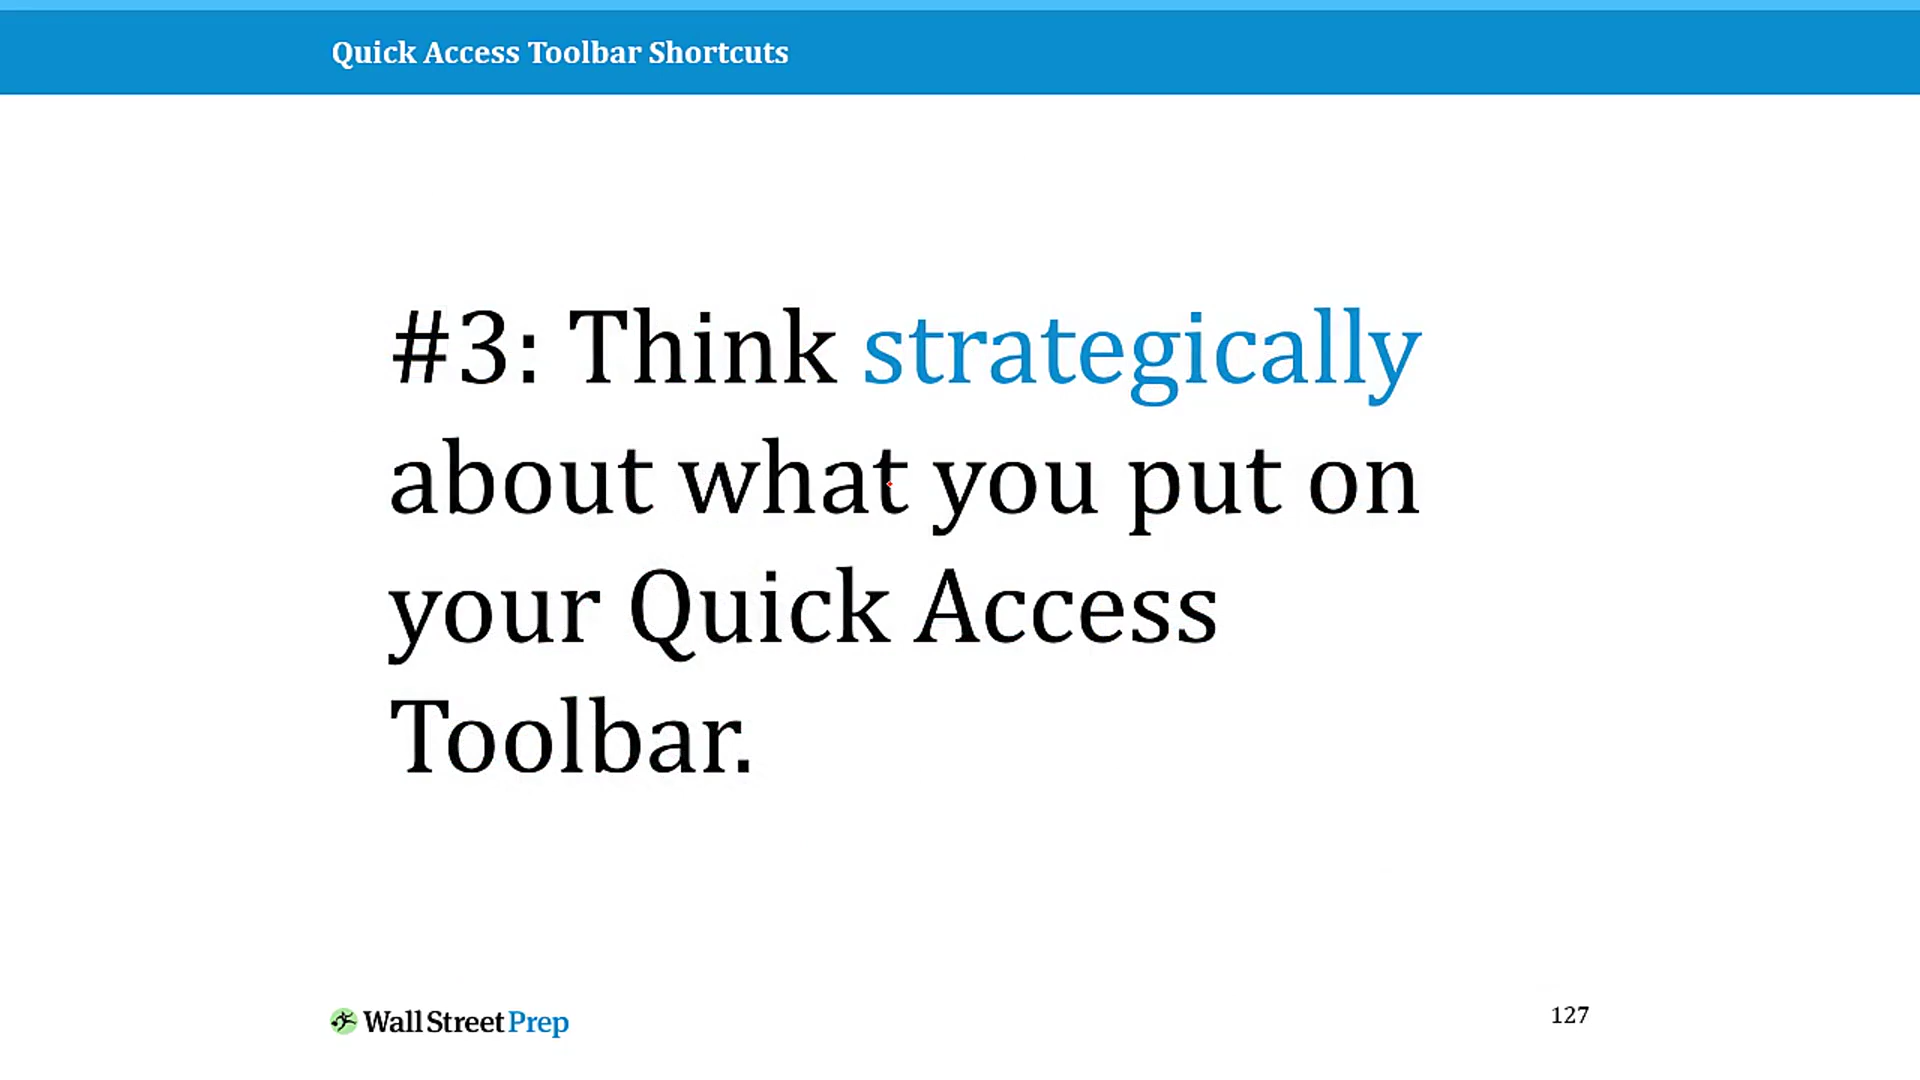 Quick Access Toolbar Shortcuts
#3: Think strategically
about what you put on
your Quick Access
Toolbar.
Wall Street Prep
127